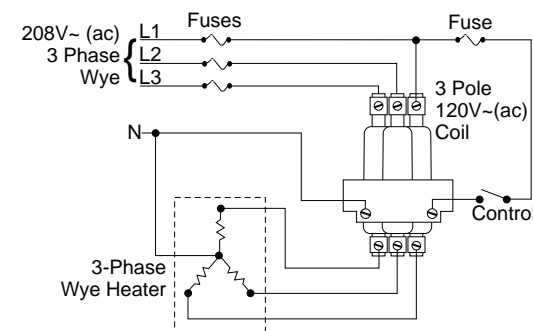 208V~ (ac)
3 Phase
Wye
L1
L2
L3
Fuses
Fuse
3 Pole
120V~(ac)
Coil
N
Control
3-Phase
Wye Heater